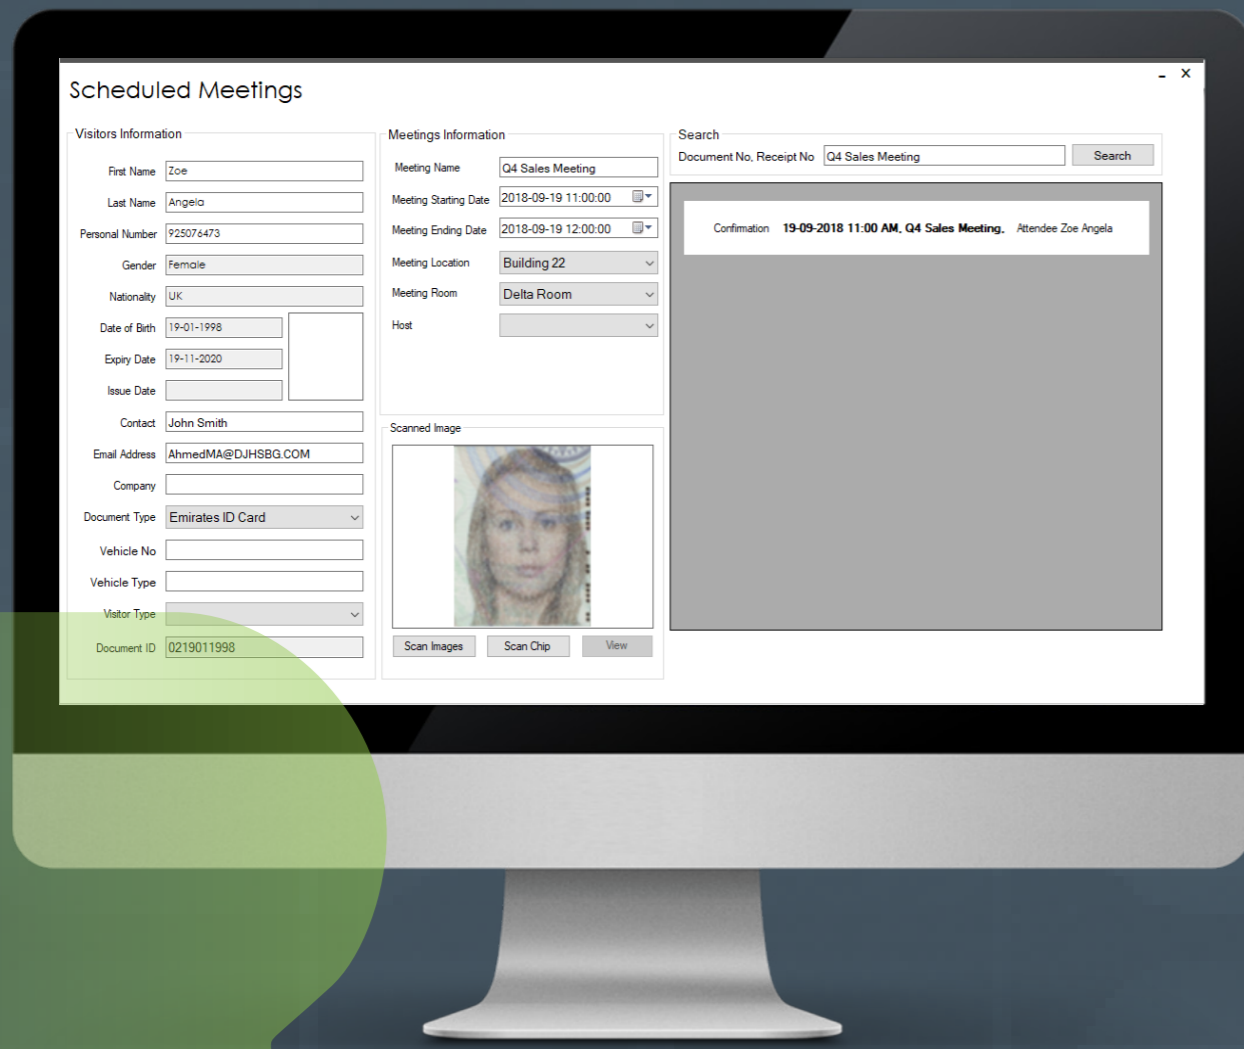 Scheduled Meetings
Visitors Information
First Name Zoe
Last Name Angela
Personal Number 925076473
Gender Female
Nationality UK
Date of Birth 19-01-1998
Expiry Date 19-11-2020
Issue Date
Contact John Smith
Email Address AhmedMA@DJHSBG.COM
Company
Document Type Emirates ID Card
Vehicle No
Vehicle Type
Visitor Type
Document ID 0219011998
Meetings Information
Meeting Name Q4 Sales Meeting
Meeting Starting Date 2018-09-19 11:00:00
Meeting Ending Date 2018-09-19 12:00:00
Meeting Location Building 22
Meeting Room Delta Room
Host
Scanned Image
Scan Images Scan Chip View
Search
Document No, Receipt No Q4 Sales Meeting Search
Confirmation 19-09-2018 11:00 AM, Q4 Sales Meeting, Attendee Zoe Angela